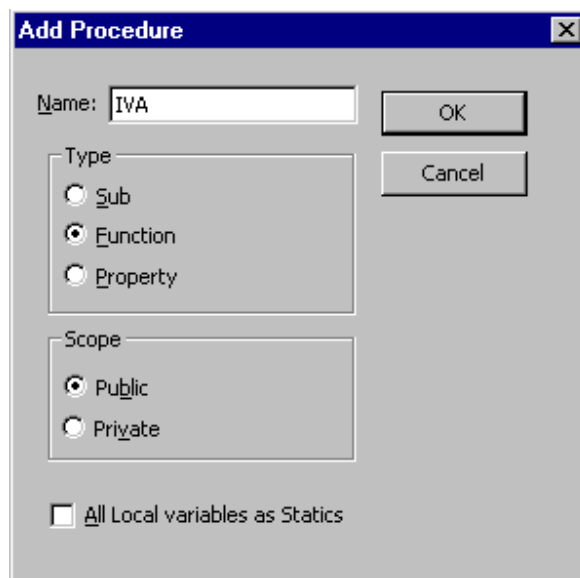 Add Procedure
Name: IVA
OK
Cancel
Type
Sub
Function
Property
Scope
Public
Private
All Local variables as Statics